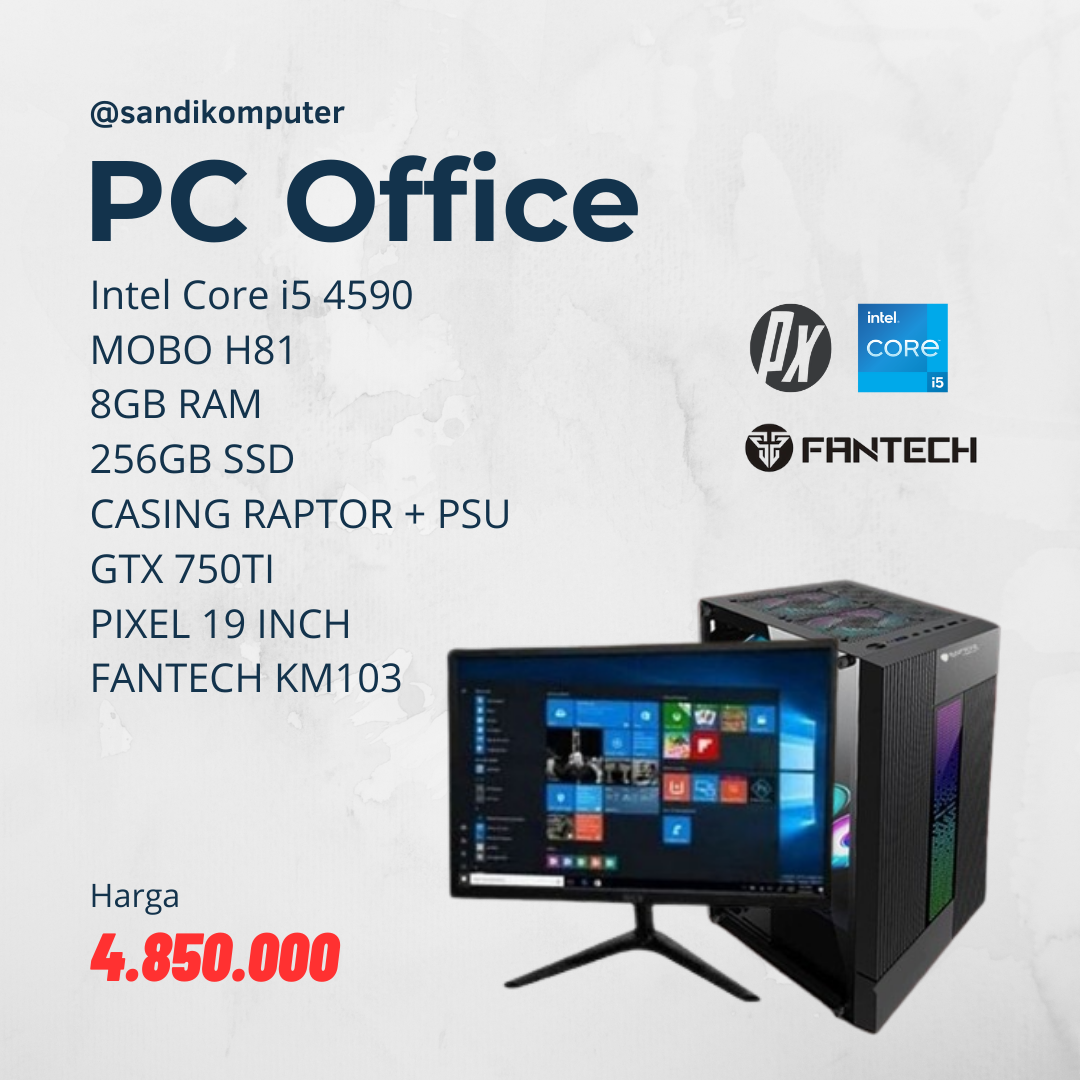 @sandikomputer
PC Office
Intel Core i5 4590
MOBO H81
8GB RAM
256GB SSD
CASING RAPTOR + PSU
GTX 750TI
PIXEL 19 INCH
FANTECH KM103
px
intel.
CORE
i5
FANTECH
Harga
4.850.000